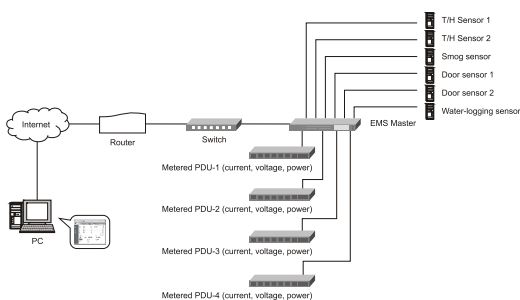 T/H Sensor 1
T/H Sensor 2
Smog sensor
Door sensor 1
Door sensor 2
Water-logging sensor
EMS Master
Internet
Router
Switch
Metered PDU-1 (current, voltage, power)
Metered PDU-2 (current, voltage, power)
PC
Metered PDU-3 (current, voltage, power)
Metered PDU-4 (current, voltage, power)